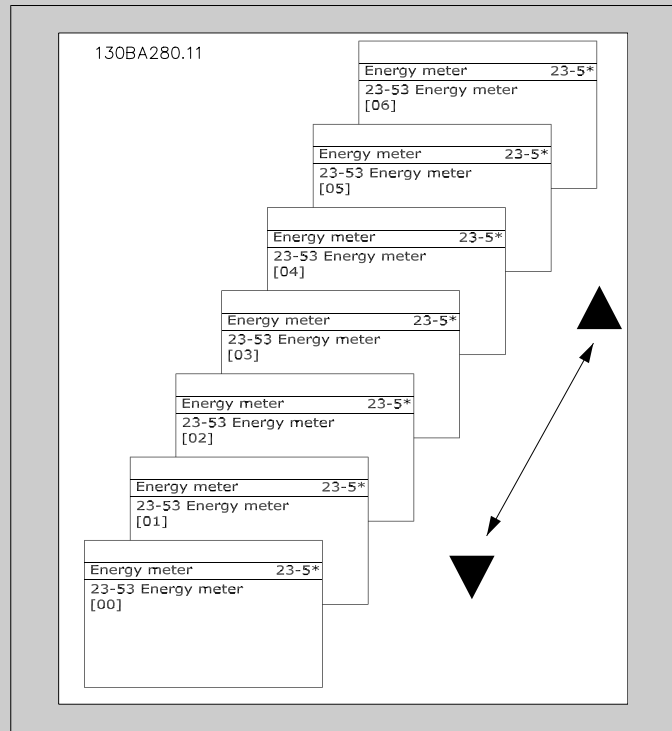 130BA280.11
Energy meter 23-5*
23-53 Energy meter
[06]
Energy meter 23-5*
23-53 Energy meter
[05]
Energy meter 23-5*
23-53 Energy meter
[04]
Energy meter 23-5*
23-53 Energy meter
[03]
Energy meter 23-5*
23-53 Energy meter
[02]
Energy meter 23-5*
23-53 Energy meter
[01]
Energy meter 23-5*
23-53 Energy meter
[00]